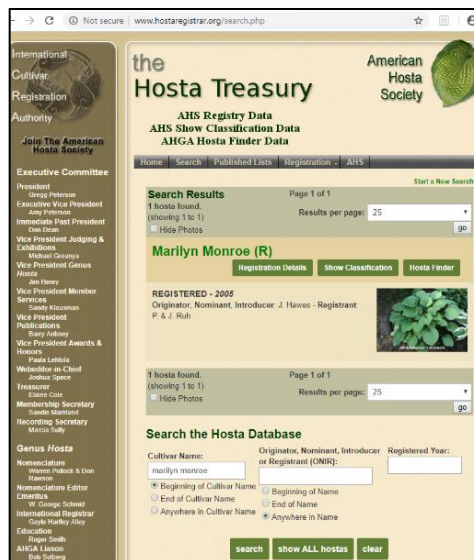 Not secure | www.hostaregistrar.org/search.php
International
Cultivar
Registration
Authority
Join The American
Hosta Society
Executive Committee
President
Gregg Peterson
Executive Vice President
Amy Peterson
Immediate Past President
Don Dean
Vice President Judging &
Exhibitions
Michael Greanya
Vice President Genus
Hosta
Jim Henry
Vice President Member
Services
Sandy Klausman
Vice President
Publications
Barry Ankney
Vice President Awards &
Honors
Paula Lehtola
Webeditor-in-Chief
Joshua Spece
Treasurer
Elaine Cole
Membership Secretary
Sandie Markland
Recording Secretary
Marcia Sully
Genus Hosta
Nomenclature
Warren Pollock & Don
Rawson
Nomenclature Editor
Emeritus
W. George Schmid
International Registrar
Gayle Hartley Alley
Education
Roger Smith
AHGA Liaison
Bob Solberg
the
Hosta Treasury
American
Hosta
Society
AHS Registry Data
AHS Show Classification Data
AHGA Hosta Finder Data
Home Search Published Lists Registration AHS
Start a New Search
Search Results
Page 1 of 1
1 hosta found.
(showing 1 to 1)
Results per page: 25
Hide Photos
go
Marilyn Monroe (R)
Registration Details Show Classification Hosta Finder
REGISTERED - 2005
Originator, Nominant, Introducer: J. Hawes - Registrant:
P. & J. Ruh
1 hosta found.
Page 1 of 1
(showing 1 to 1)
Results per page: 25
Hide Photos
go
Search the Hosta Database
Cultivar Name:
marilyn monroe
Beginning of Cultivar Name
End of Cultivar Name
Anywhere in Cultivar Name
Originator, Nominant, Introducer
or Registrant (ONIR):
Beginning of Name
End of Name
Anywhere in Name
Registered Year:
search show ALL hostas clear